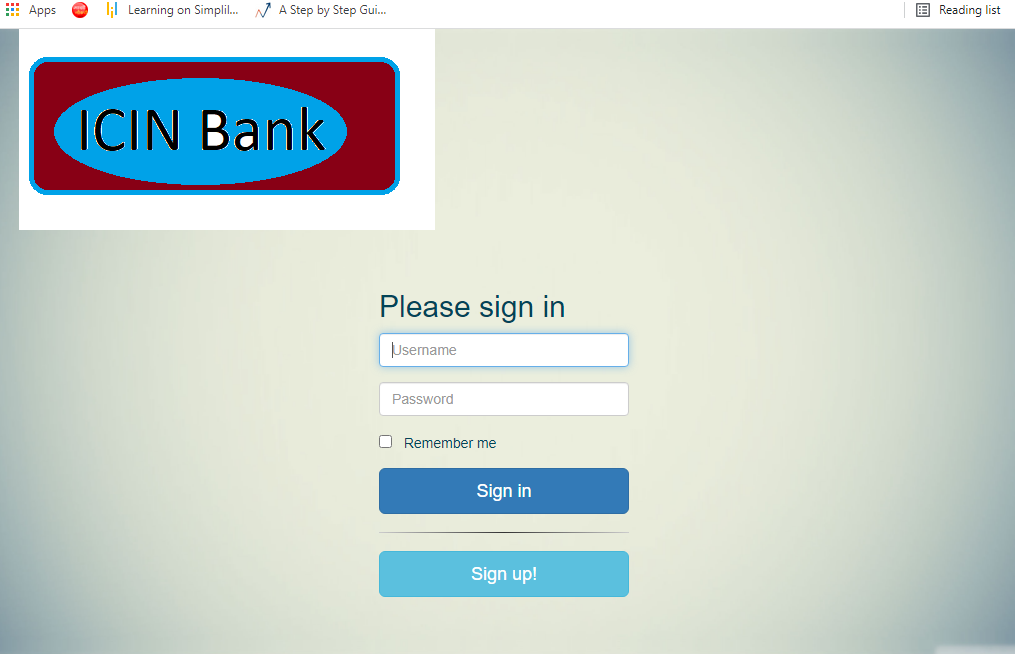 Apps Learning on Simplil... A Step by Step Gui... Reading list
ICIN Bank
Please sign in
Username
Password
Remember me
Sign in
Sign up!